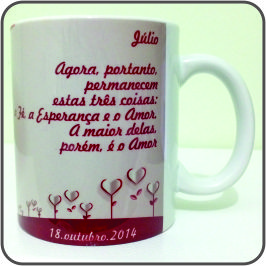 Júlio
Agora, portanto,
permanecem
estas três coisas:
a Fé, a Esperança e o Amor.
A maior delas,
porém, é o Amor
18.outubro.2014